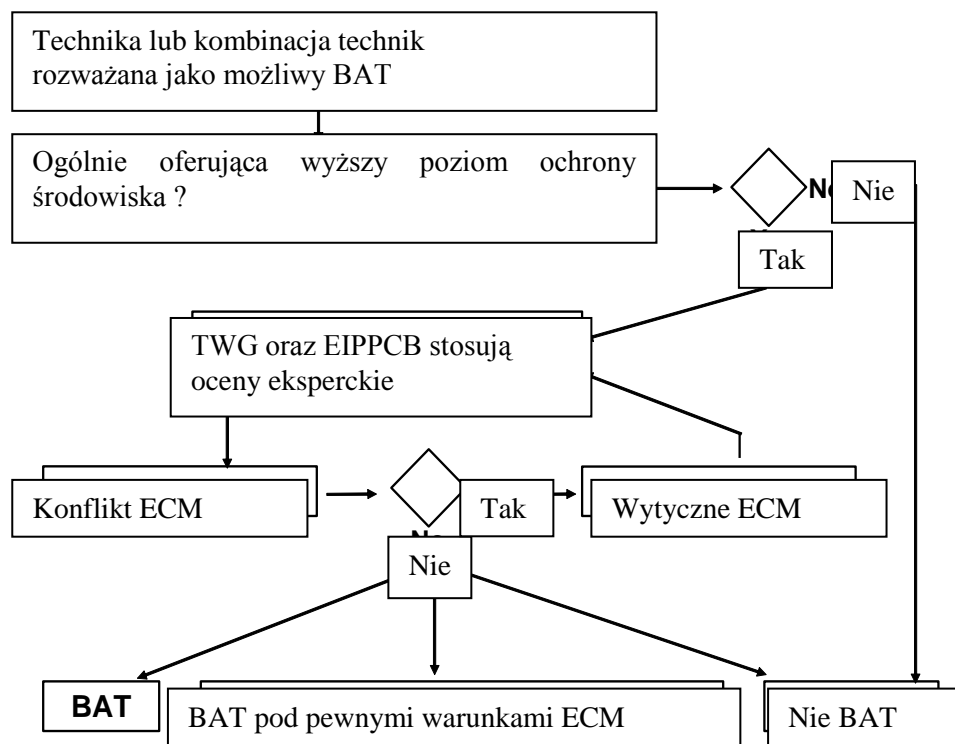 Technika lub kombinacja technik
rozważana jako możliwy BAT
Ogólnie oferująca wyższy poziom ochrony
środowiska ?
Nie
Tak
TWG oraz EIPPCB stosują
oceny eksperckie
Konflikt ECM
Tak
Wytyczne ECM
Nie
BAT
BAT pod pewnymi warunkami ECM
Nie BAT